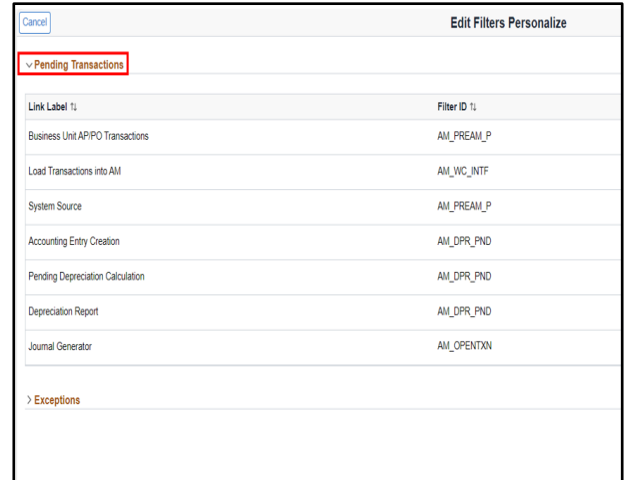 Cancel Edit Filters Personalize
Pending Transactions
Link Label Filter ID
Business Unit AP/PO Transactions AM_PREAM_P
Load Transactions into AM AM_WC_INTF
System Source AM_PREAM_P
Accounting Entry Creation AM_DPR_PND
Pending Depreciation Calculation AM_DPR_PND
Depreciation Report AM_DPR_PND
Journal Generator AM_OPENTXN
Exceptions